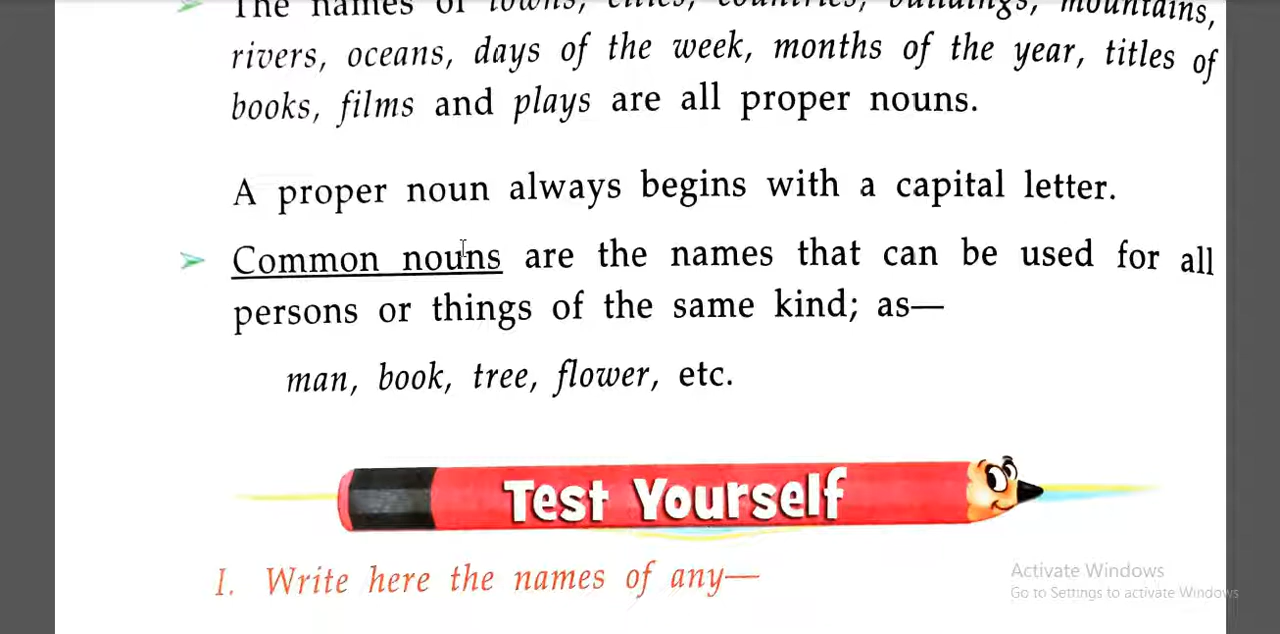 The names of towns, cities, countries, buildings, mountains,
rivers, oceans, days of the week, months of the year, titles of
books, films and plays are all proper nouns.
A proper noun always begins with a capital letter.
Common nouns are the names that can be used for all
persons or things of the same kind; as—
man, book, tree, flower, etc.
Test Yourself
I. Write here the names of any—
Activate Windows
Go to Settings to activate Windows